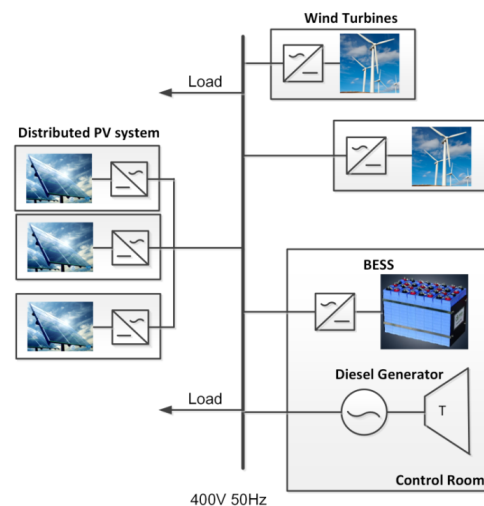 Wind Turbines
Load
Distributed PV system
BESS
Diesel Generator
Load
T
Control Room
400V 50Hz